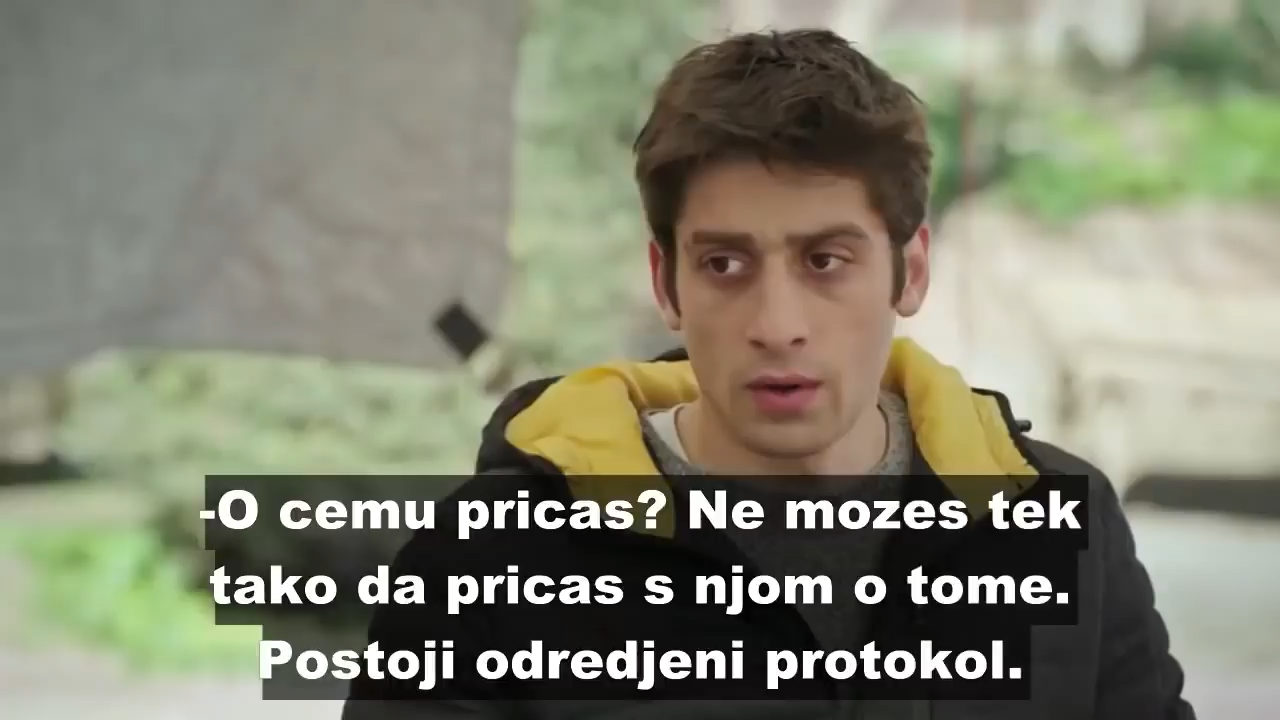 -O cemu pricas? Ne mozes tek
tako da pricas s njom o tome.
Postoji odredjeni protokol.